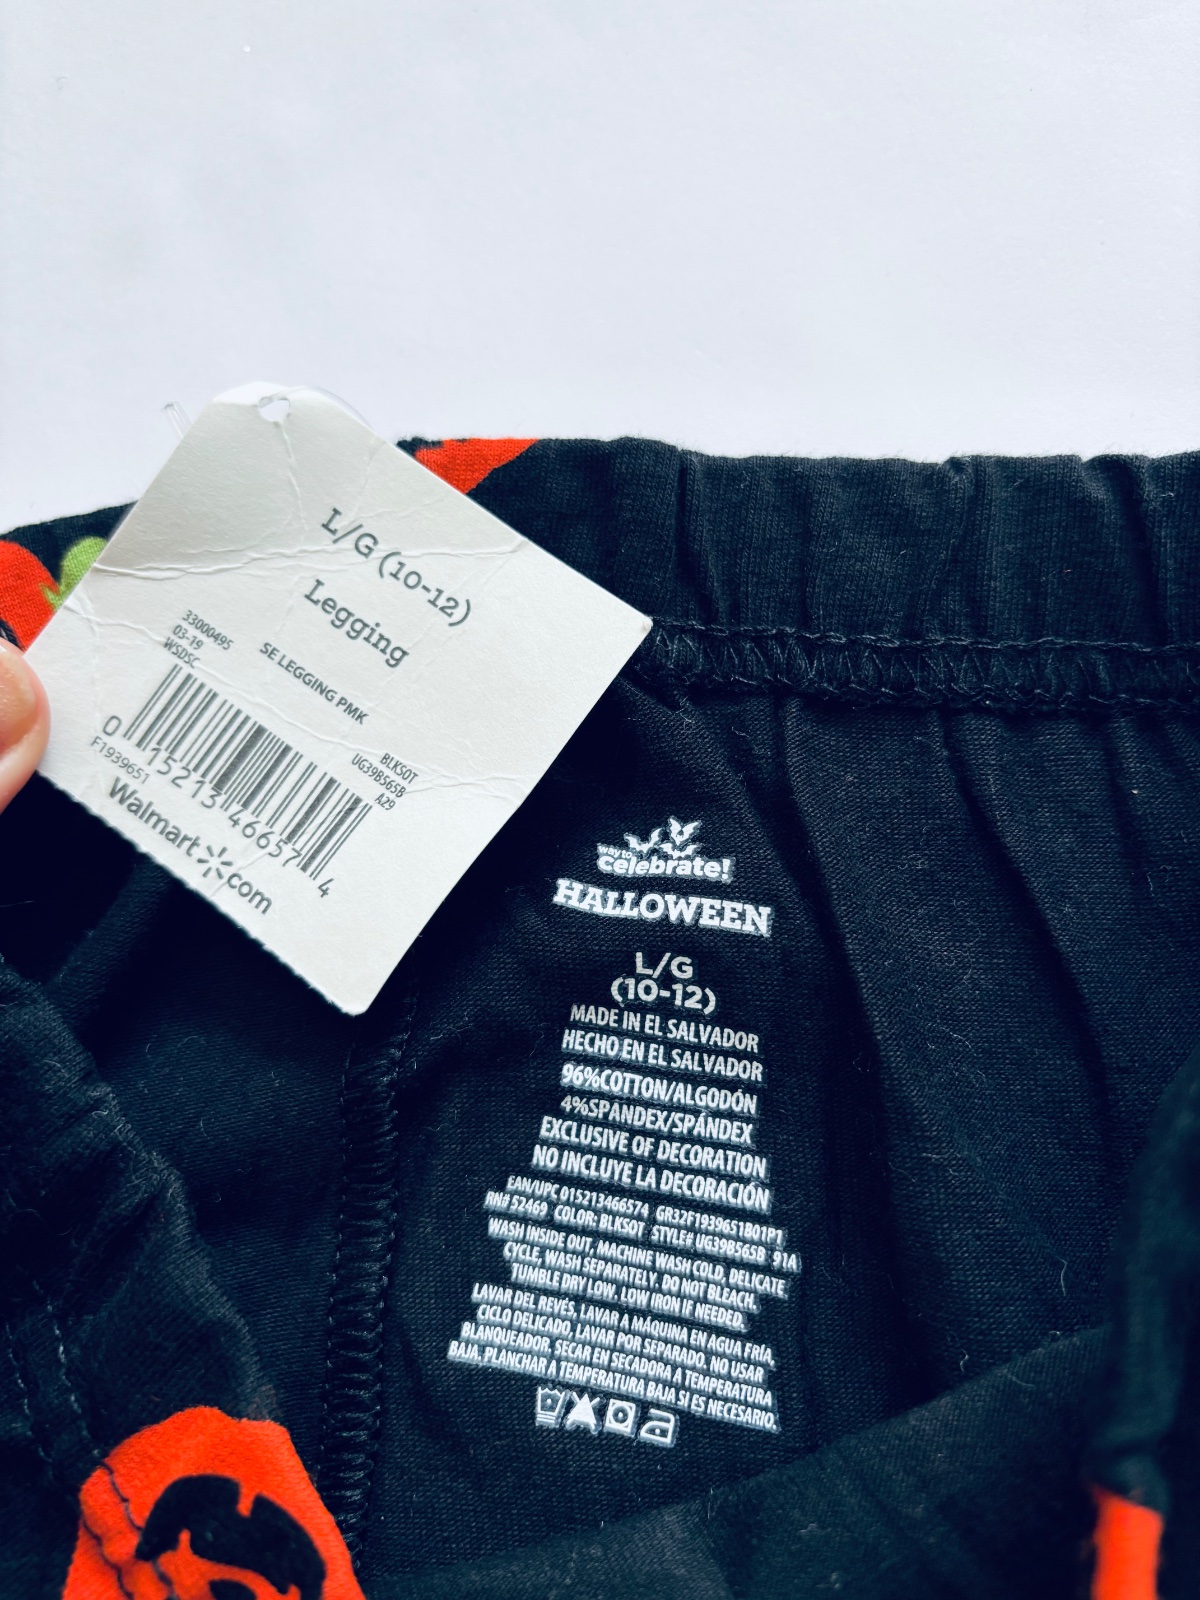 L/G (10-12)
Legging
33000495
03-19
WSDSC
SE LEGGING PMK
BLKSOT
UG39B565B
A29
0 15213 46657 4
F1939651
Walmart com
way to
celebrate!
HALLOWEEN
L/G
(10-12)
MADE IN EL SALVADOR
HECHO EN EL SALVADOR
96%COTTON/ALGODÓN
4%SPANDEX/SPÁNDEX
EXCLUSIVE OF DECORATION
NO INCLUYE LA DECORACIÓN
EAN/UPC 015213466574 GR32F1939651B01P1
RN# 52469 COLOR: BLKSOT STYLE# UG39B565B 91A
WASH INSIDE OUT, MACHINE WASH COLD, DELICATE
CYCLE, WASH SEPARATELY. DO NOT BLEACH.
TUMBLE DRY LOW, LOW IRON IF NEEDED.
LAVAR DEL REVÉS, LAVAR A MÁQUINA EN AGUA FRÍA,
CICLO DELICADO, LAVAR POR SEPARADO. NO USAR
BLANQUEADOR. SECAR EN SECADORA A TEMPERATURA
BAJA. PLANCHAR A TEMPERATURA BAJA SI ES NECESARIO.